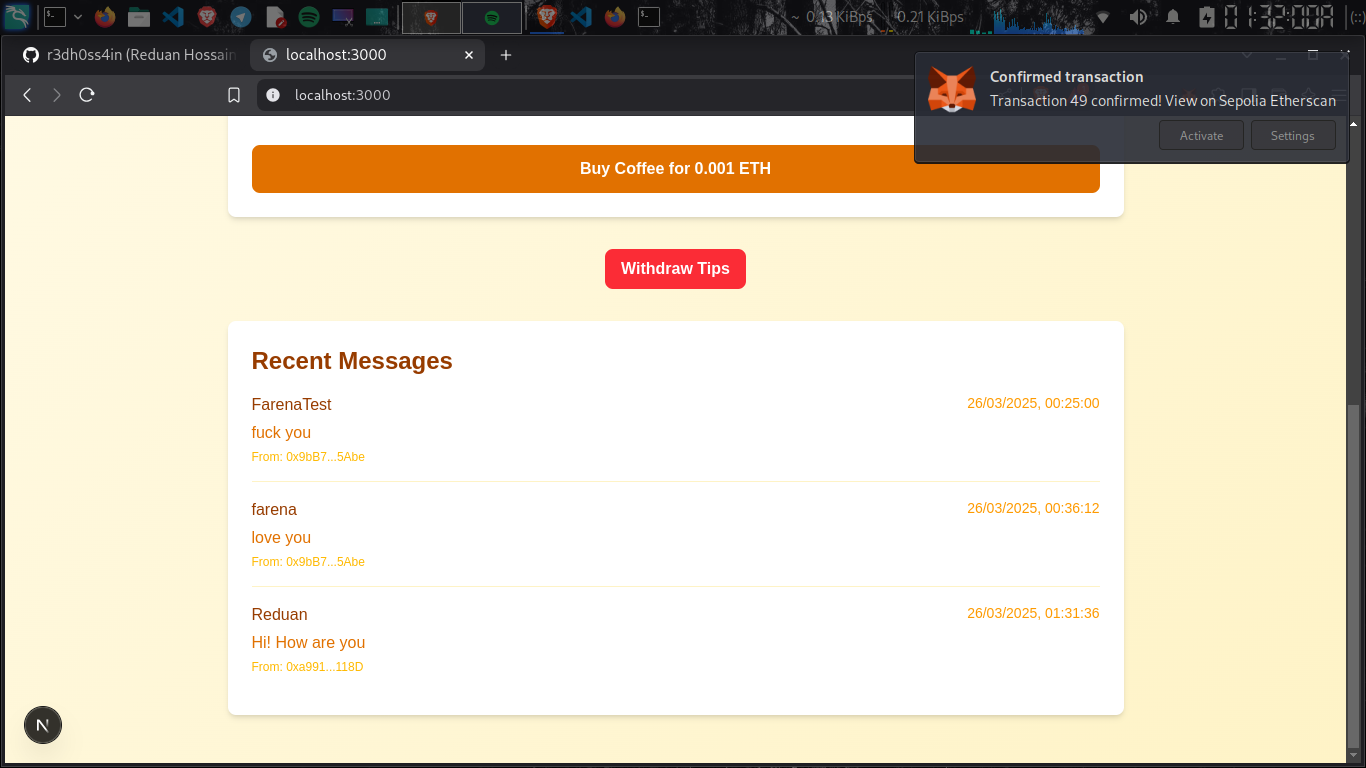 0.13 KiBps
0.21 KiBps
01:32:00A
r3dh0ss4in (Reduan Hossain
localhost:3000
localhost:3000
Confirmed transaction
Transaction 49 confirmed! View on Sepolia Etherscan
Activate
Settings
Buy Coffee for 0.001 ETH
Withdraw Tips
Recent Messages
FarenaTest
26/03/2025, 00:25:00
fuck you
From: 0x9bB7...5Abe
farena
26/03/2025, 00:36:12
love you
From: 0x9bB7...5Abe
Reduan
26/03/2025, 01:31:36
Hi! How are you
From: 0xa991...118D
N